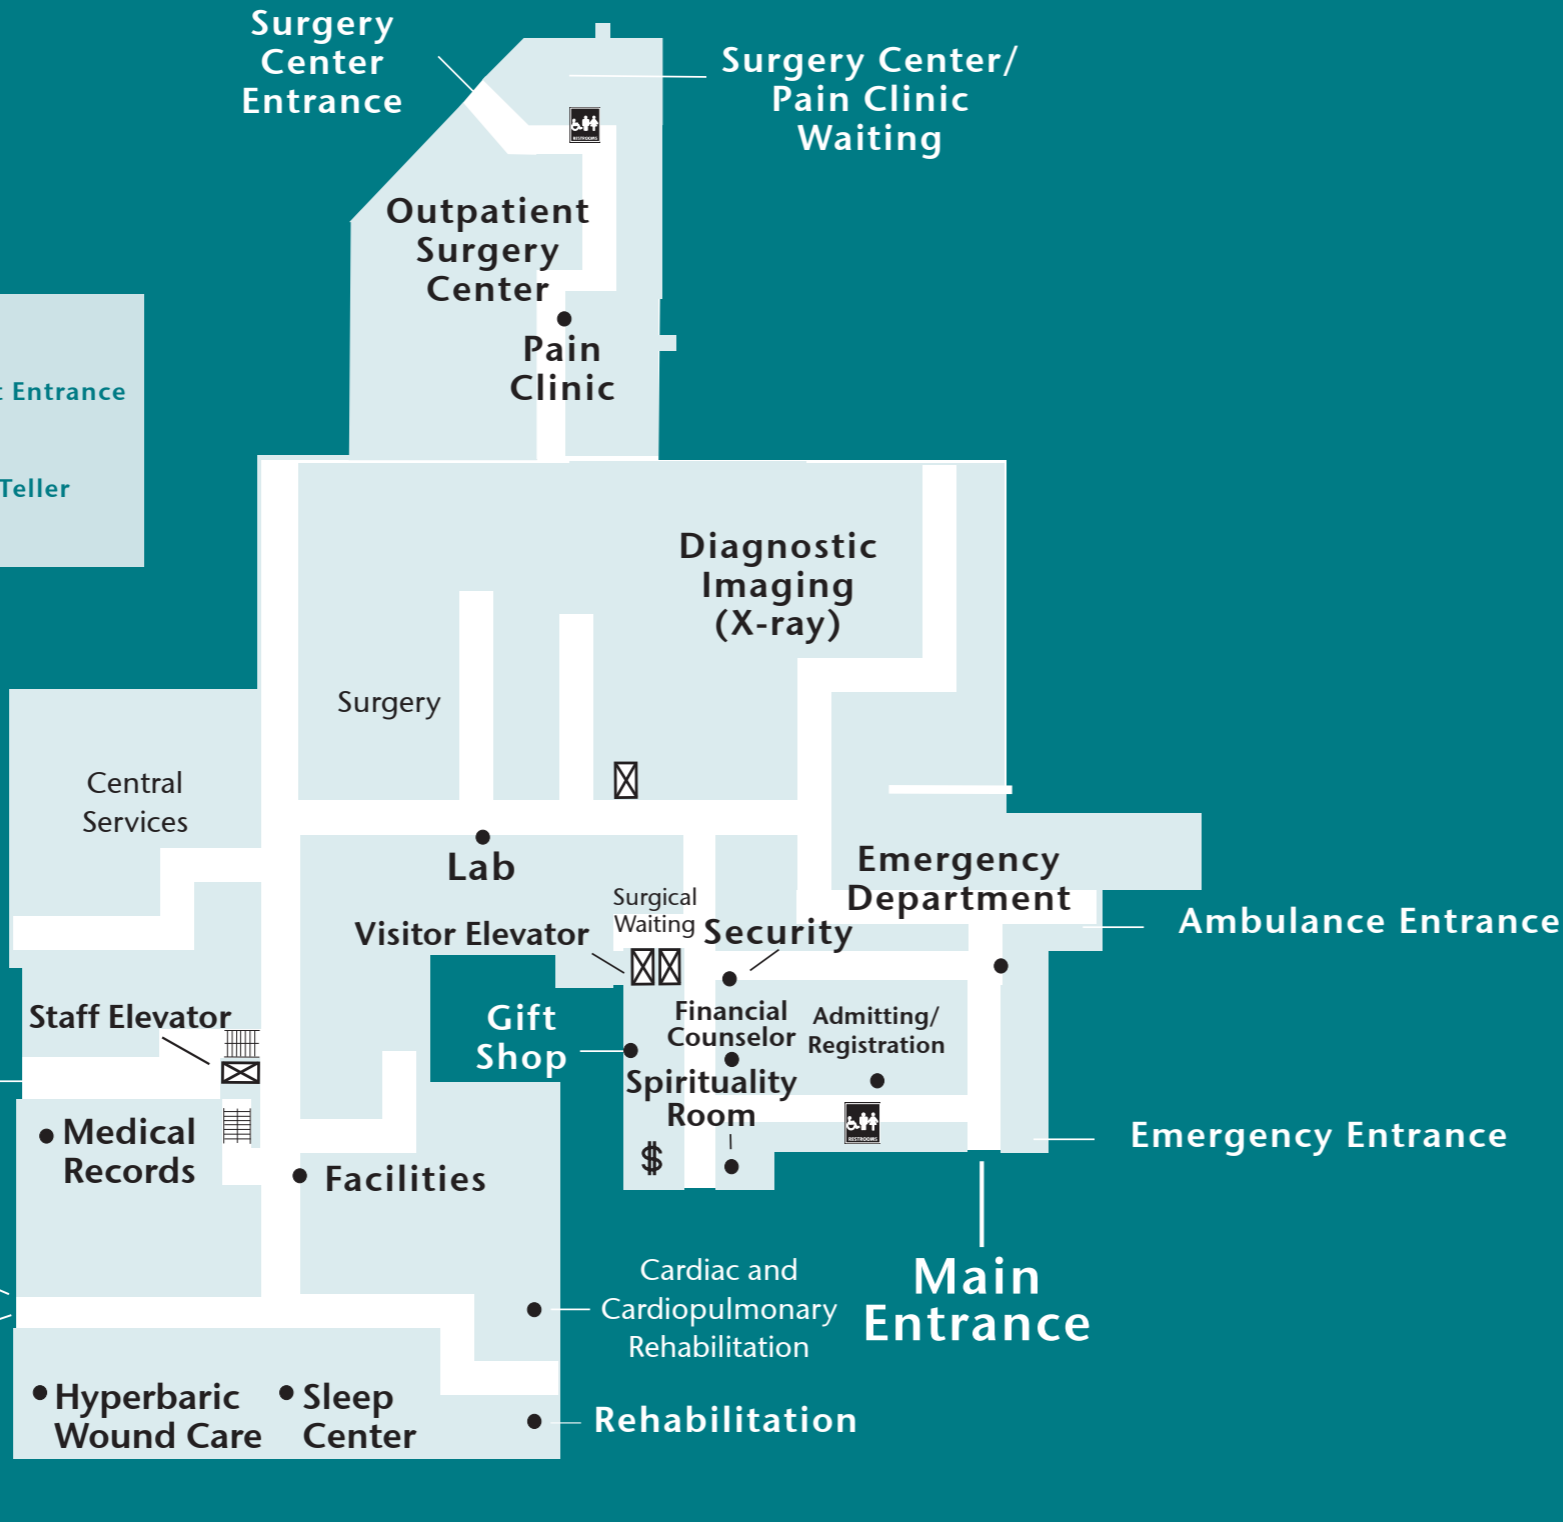 Surgery
Center
Entrance
Surgery Center/
Pain Clinic
Waiting
RESTROOMS
Outpatient
Surgery
Center
Pain
Clinic
Entrance
Teller
Diagnostic
Imaging
(X-ray)
Surgery
Central
Services
Lab
Emergency
Department
Surgical
Waiting
Visitor Elevator
Security
Ambulance Entrance
Staff Elevator
Gift
Shop
Financial
Counselor
Admitting/
Registration
Spirituality
Room
RESTROOMS
Medical
Records
Emergency Entrance
$
Facilities
Cardiac and
Cardiopulmonary
Rehabilitation
Main
Entrance
Hyperbaric
Wound Care
Sleep
Center
Rehabilitation